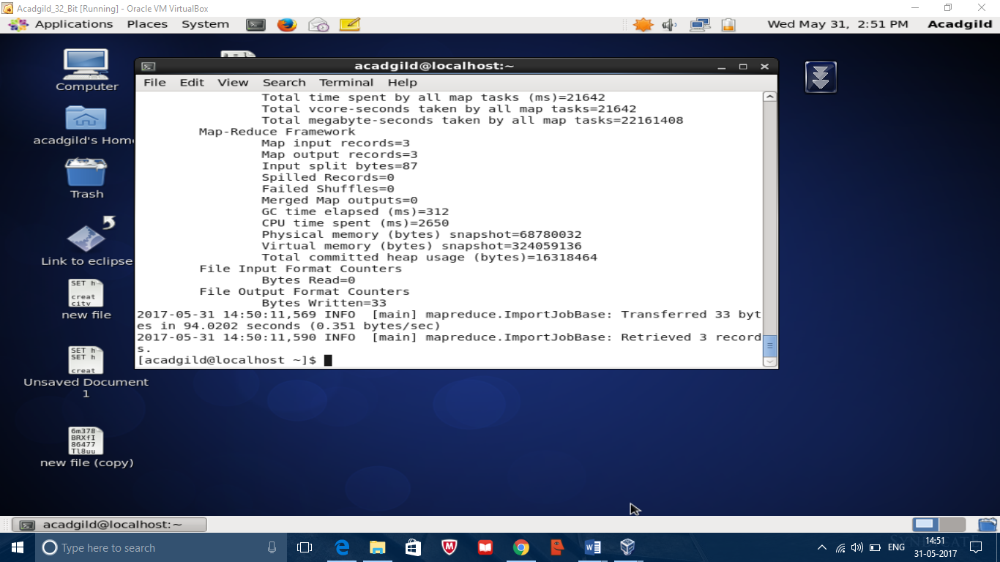 Acadgild_32_Bit [Running] - Oracle VM VirtualBox
Applications Places System Wed May 31, 2:51 PM Acadgild
Computer
acadgild's Hom
Trash
Link to eclipse
SET h
creat
city
new file
SET h
SET h
creat
Unsaved Document
1
6m378
BRXfI
86477
Tl8uu
new file (copy)
acadgild@localhost:~
File Edit View Search Terminal Help
Total time spent by all map tasks (ms)=21642
Total vcore-seconds taken by all map tasks=21642
Total megabyte-seconds taken by all map tasks=22161408
Map-Reduce Framework
Map input records=3
Map output records=3
Input split bytes=87
Spilled Records=0
Failed Shuffles=0
Merged Map outputs=0
GC time elapsed (ms)=312
CPU time spent (ms)=2650
Physical memory (bytes) snapshot=68780032
Virtual memory (bytes) snapshot=324059136
Total committed heap usage (bytes)=16318464
File Input Format Counters
Bytes Read=0
File Output Format Counters
Bytes Written=33
2017-05-31 14:50:11,569 INFO  [main] mapreduce.ImportJobBase: Transferred 33 byt
es in 94.0202 seconds (0.351 bytes/sec)
2017-05-31 14:50:11,590 INFO  [main] mapreduce.ImportJobBase: Retrieved 3 record
s.
[acadgild@localhost ~]$
acadgild@localhost:~
Type here to search
ENG
14:51
31-05-2017